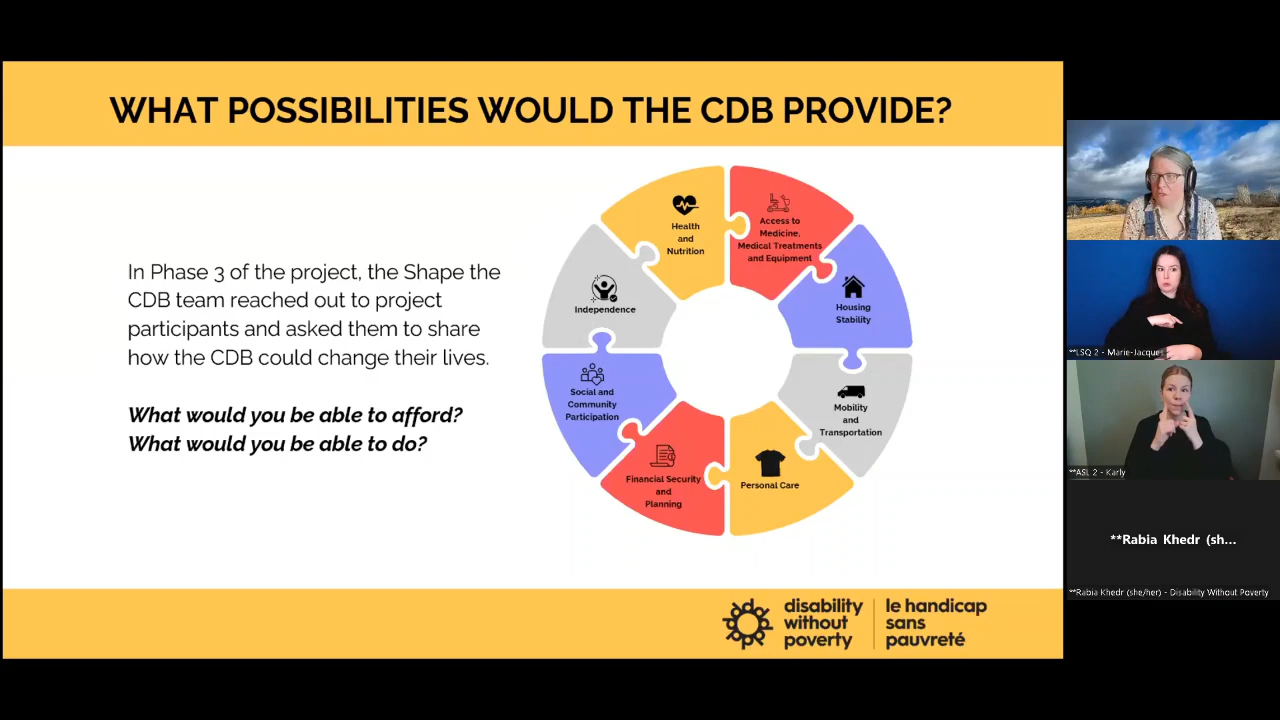 WHAT POSSIBILITIES WOULD THE CDB PROVIDE?
In Phase 3 of the project, the Shape the
CDB team reached out to project
participants and asked them to share
how the CDB could change their lives.
What would you be able to afford?
What would you be able to do?
Health
and
Nutrition
Access to
Medicine,
Medical Treatments
and Equipment
Housing
Stability
Mobility
and
Transportation
Personal Care
Financial Security
and
Planning
Social and
Community
Participation
Independence
disability
without
poverty
le handicap
sans
pauvreté
**LSQ 2 - Marie-Jacques
**ASL 2 - Karly
**Rabia Khedr (sh...
**Rabia Khedr (she/her) - Disability Without Poverty